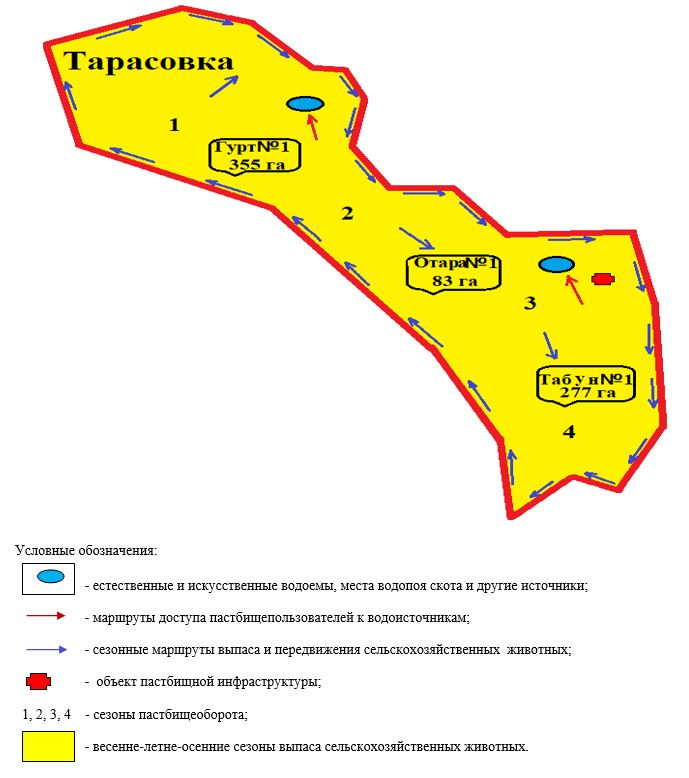 Тарасовка
1
Гурт№1
355 га
2
Отара№1
83 га
3
Табун№1
277 га
4
Условные обозначения:
- естественные и искусственные водоемы, места водопоя скота и другие источники;
- маршруты доступа пастбищепользователей к водоисточникам;
- сезонные маршруты выпаса и передвижения сельскохозяйственных животных;
- объект пастбищной инфраструктуры;
1, 2, 3, 4 - сезоны пастбищеоборота;
- весенне-летне-осенние сезоны выпаса сельскохозяйственных животных.